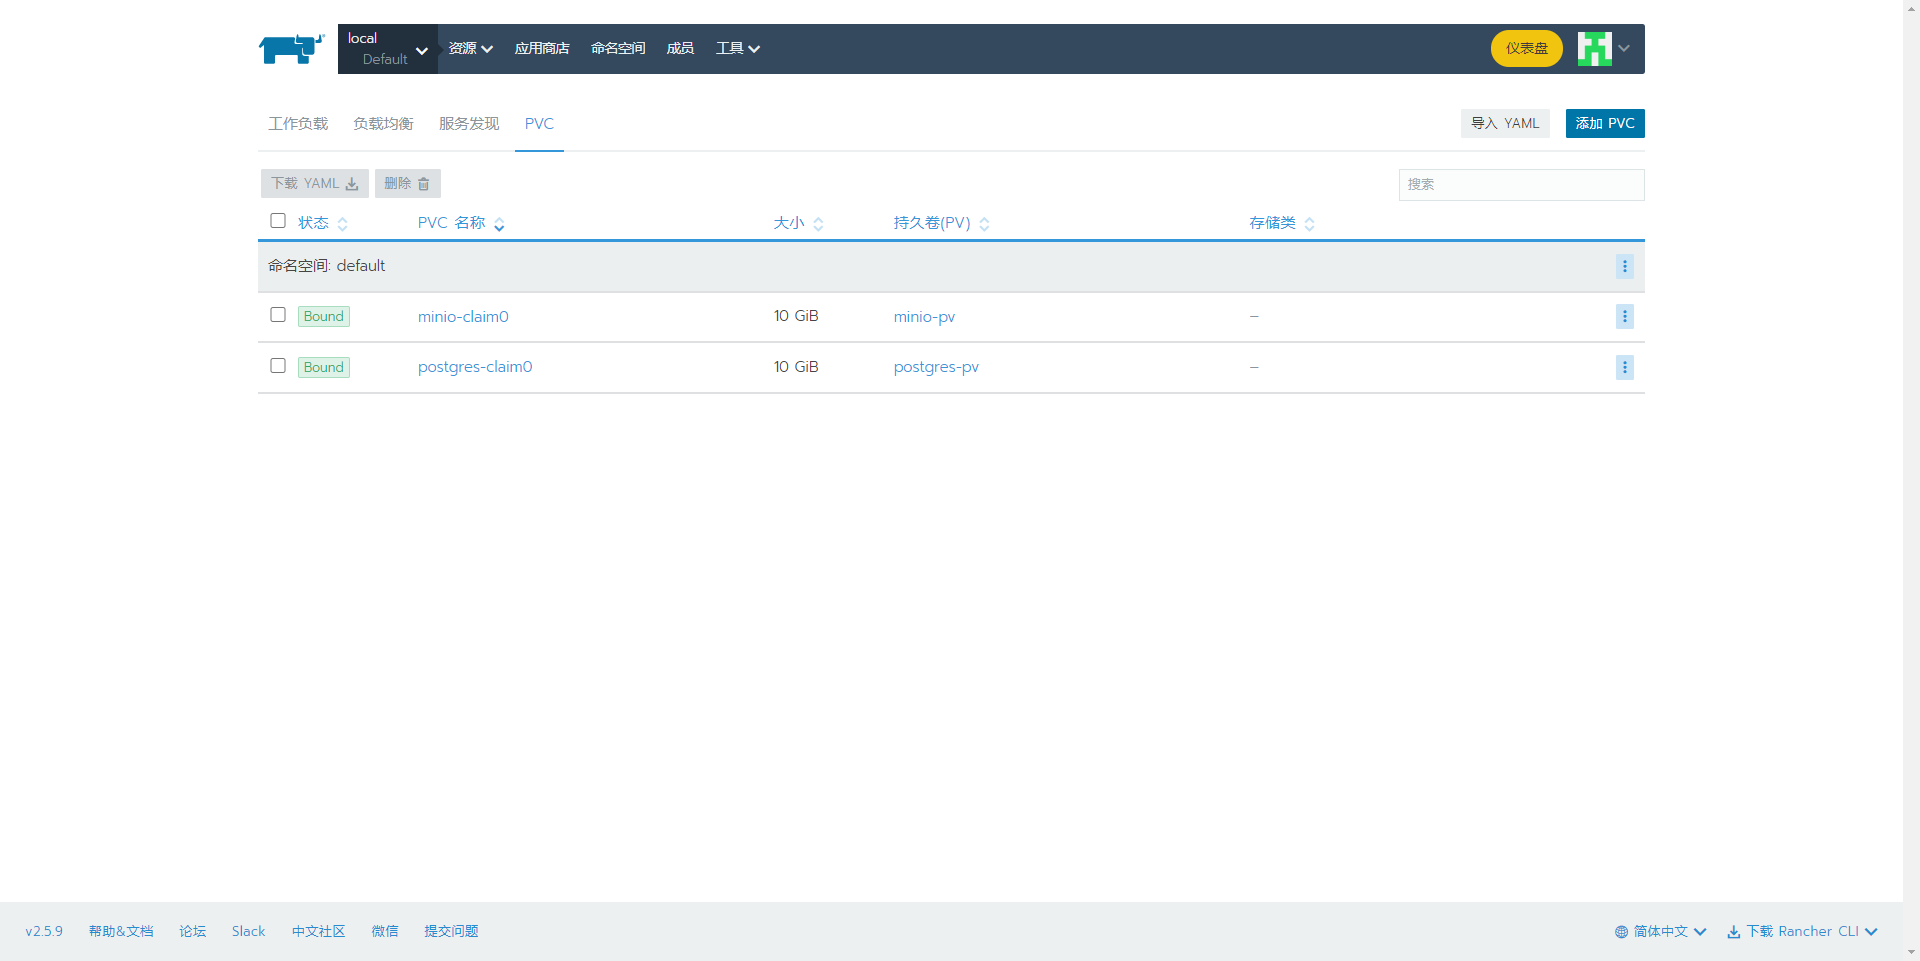 local
Default
资源 应用商店 命名空间 成员 工具 仪表盘
工作负载 负载均衡 服务发现 PVC 导入 YAML 添加 PVC
下载 YAML 删除 搜索
状态 PVC 名称 大小 持久卷(PV) 存储类
命名空间: default
Bound minio-claim0 10 GiB minio-pv –
Bound postgres-claim0 10 GiB postgres-pv –
v2.5.9 帮助&文档 论坛 Slack 中文社区 微信 提交问题 简体中文 下载 Rancher CLI